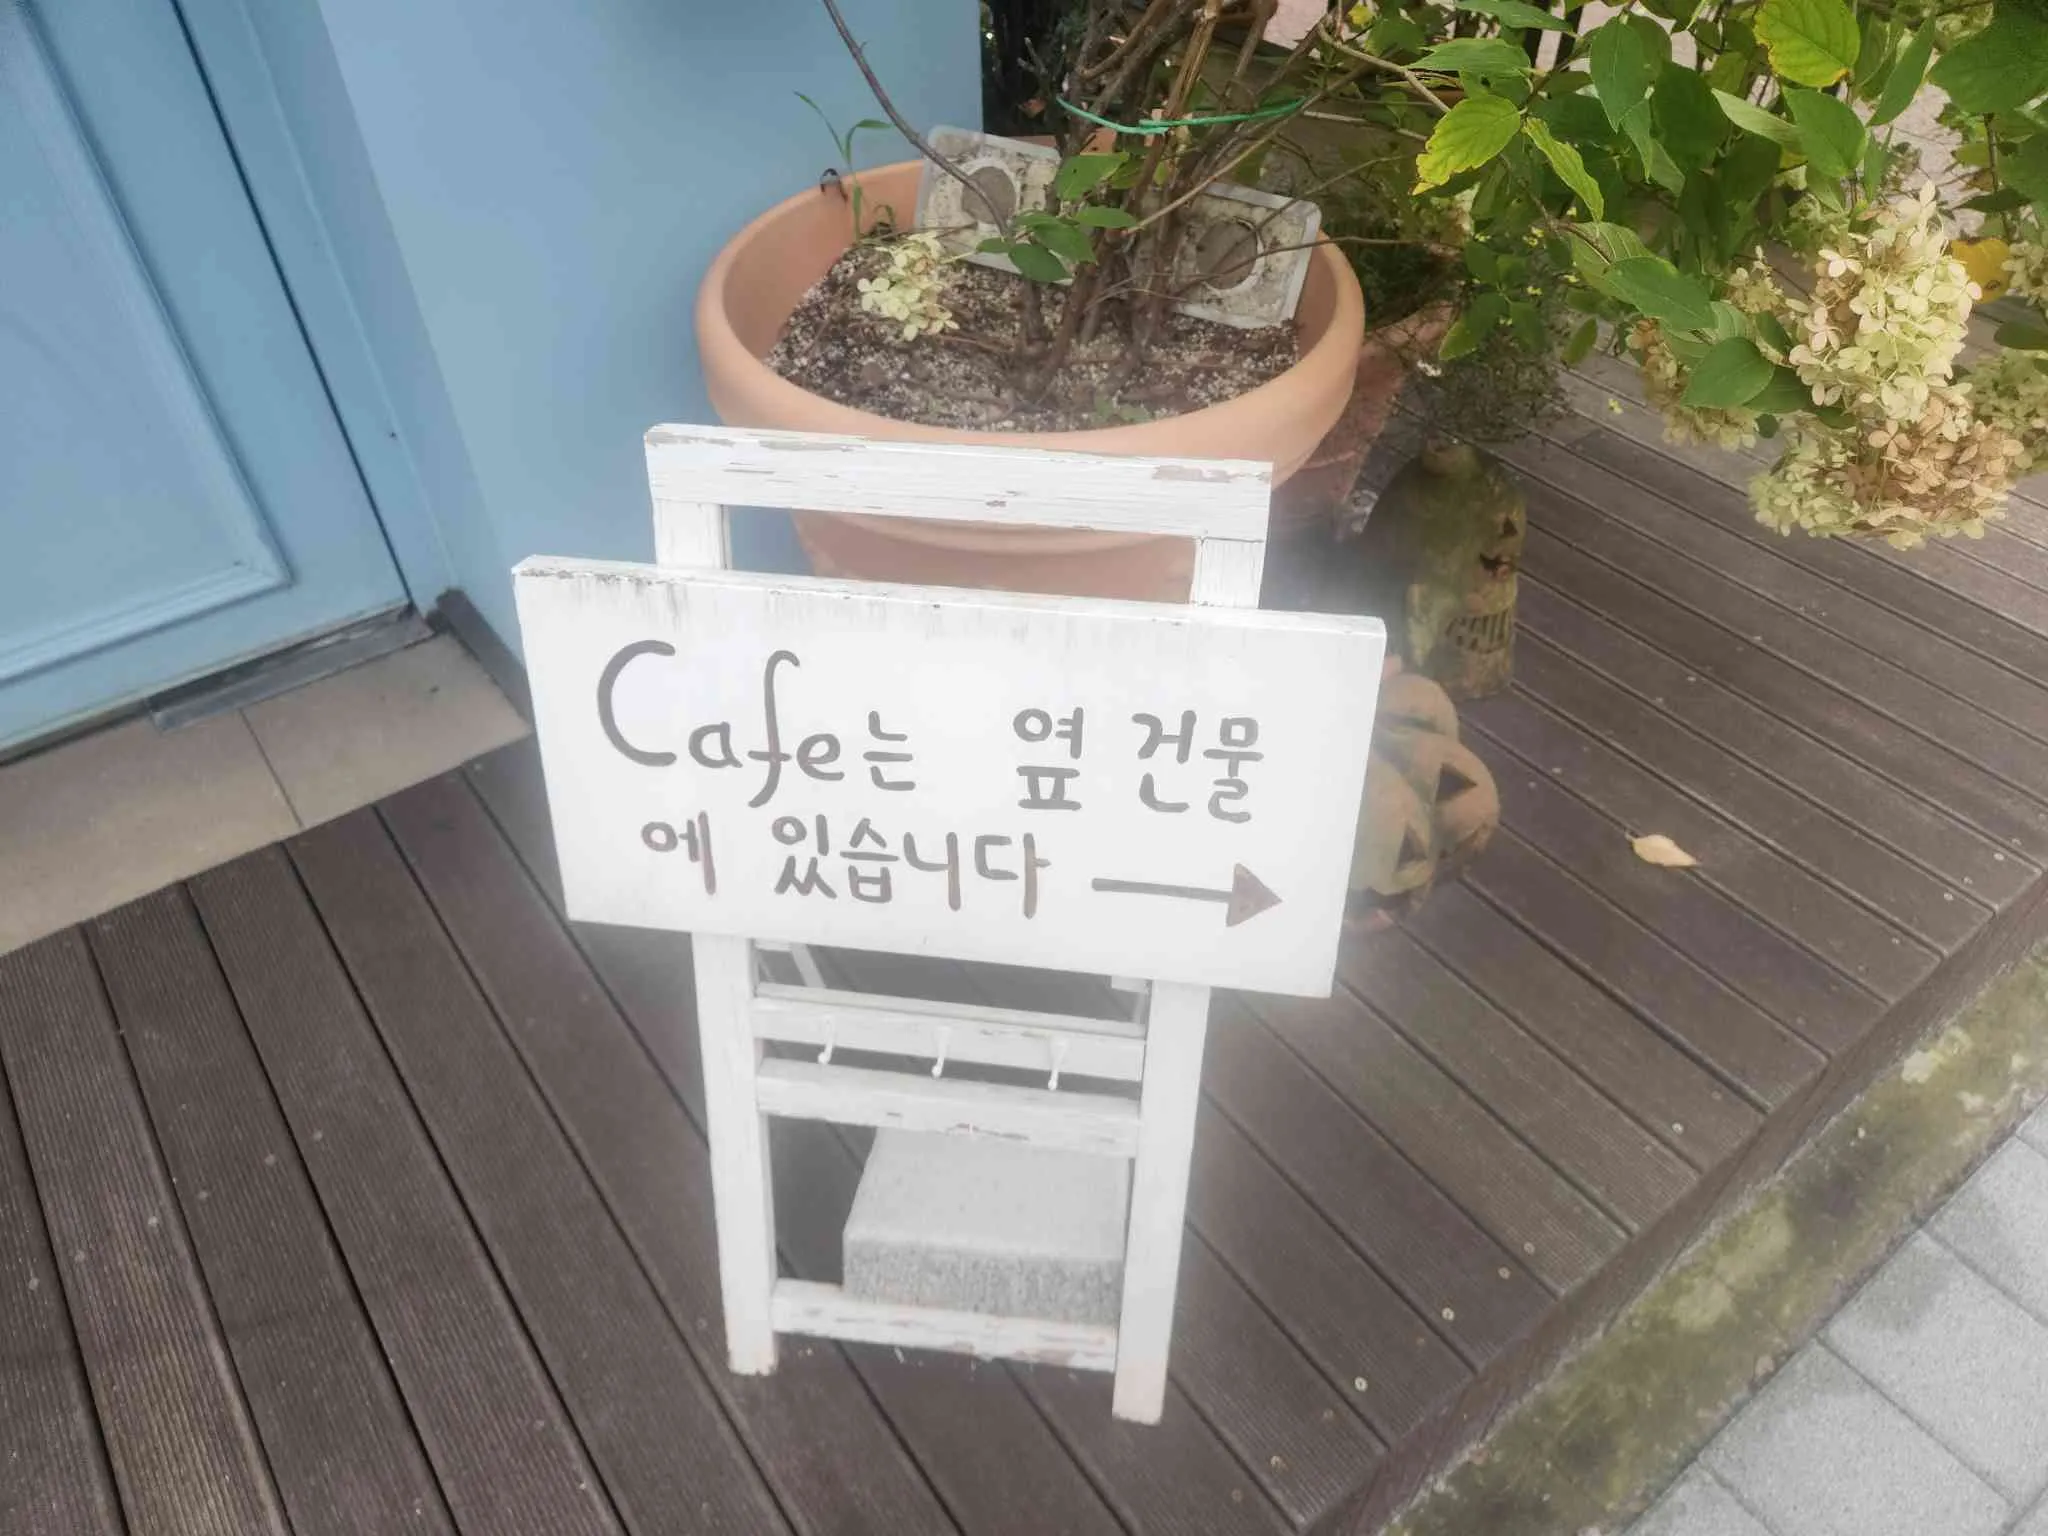 Cafe는 옆 건물
에 있습니다 →